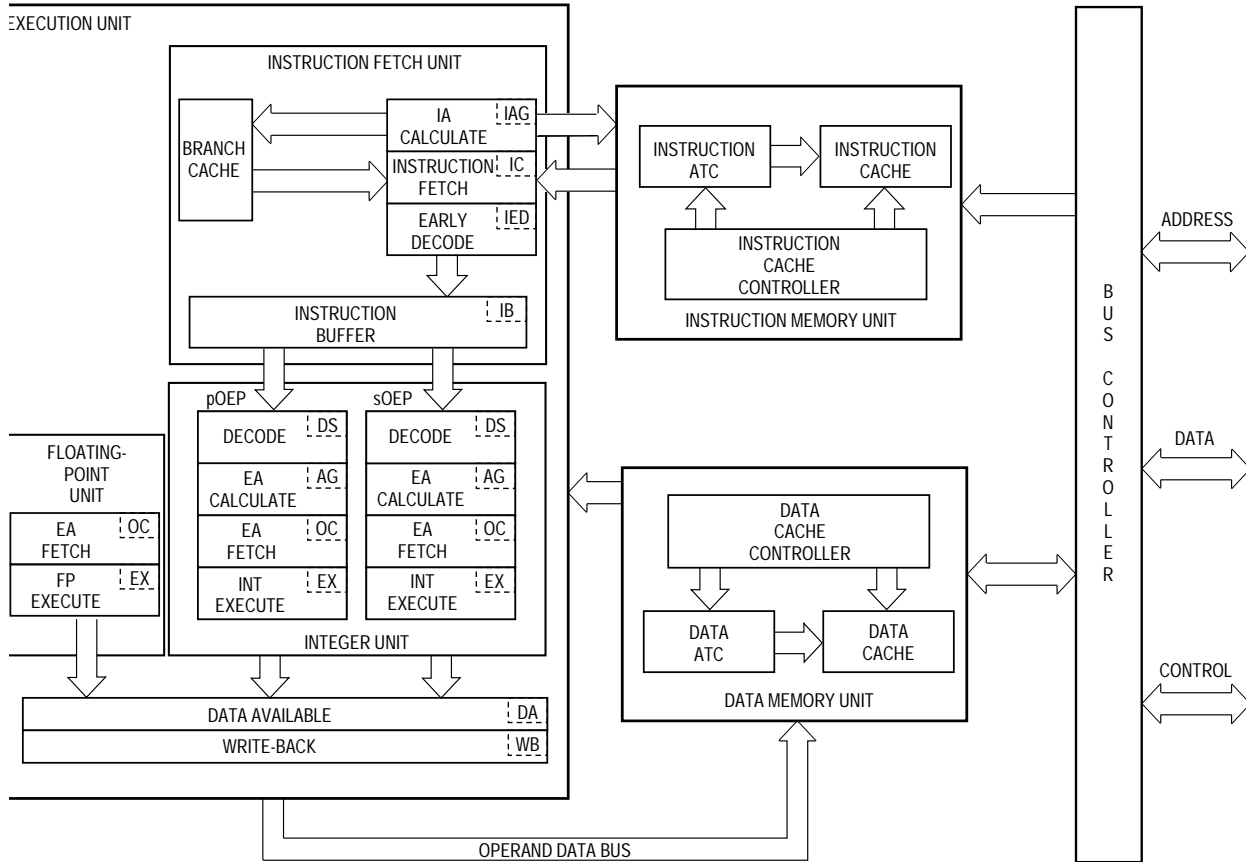 EXECUTION UNIT
INSTRUCTION FETCH UNIT
BRANCH
CACHE
IA
CALCULATE
IAG
INSTRUCTION
FETCH
IC
EARLY
DECODE
IED
INSTRUCTION
BUFFER
IB
INSTRUCTION
ATC
INSTRUCTION
CACHE
INSTRUCTION
CACHE
CONTROLLER
INSTRUCTION MEMORY UNIT
pOEP
DECODE
DS
EA
CALCULATE
AG
EA
FETCH
OC
INT
EXECUTE
EX
sOEP
DECODE
DS
EA
CALCULATE
AG
EA
FETCH
OC
INT
EXECUTE
EX
INTEGER UNIT
FLOATING-
POINT
UNIT
EA
FETCH
OC
FP
EXECUTE
EX
DATA AVAILABLE
DA
WRITE-BACK
WB
DATA
CACHE
CONTROLLER
DATA
ATC
DATA
CACHE
DATA MEMORY UNIT
OPERAND DATA BUS
BUS CONTROLLER
ADDRESS
DATA
CONTROL